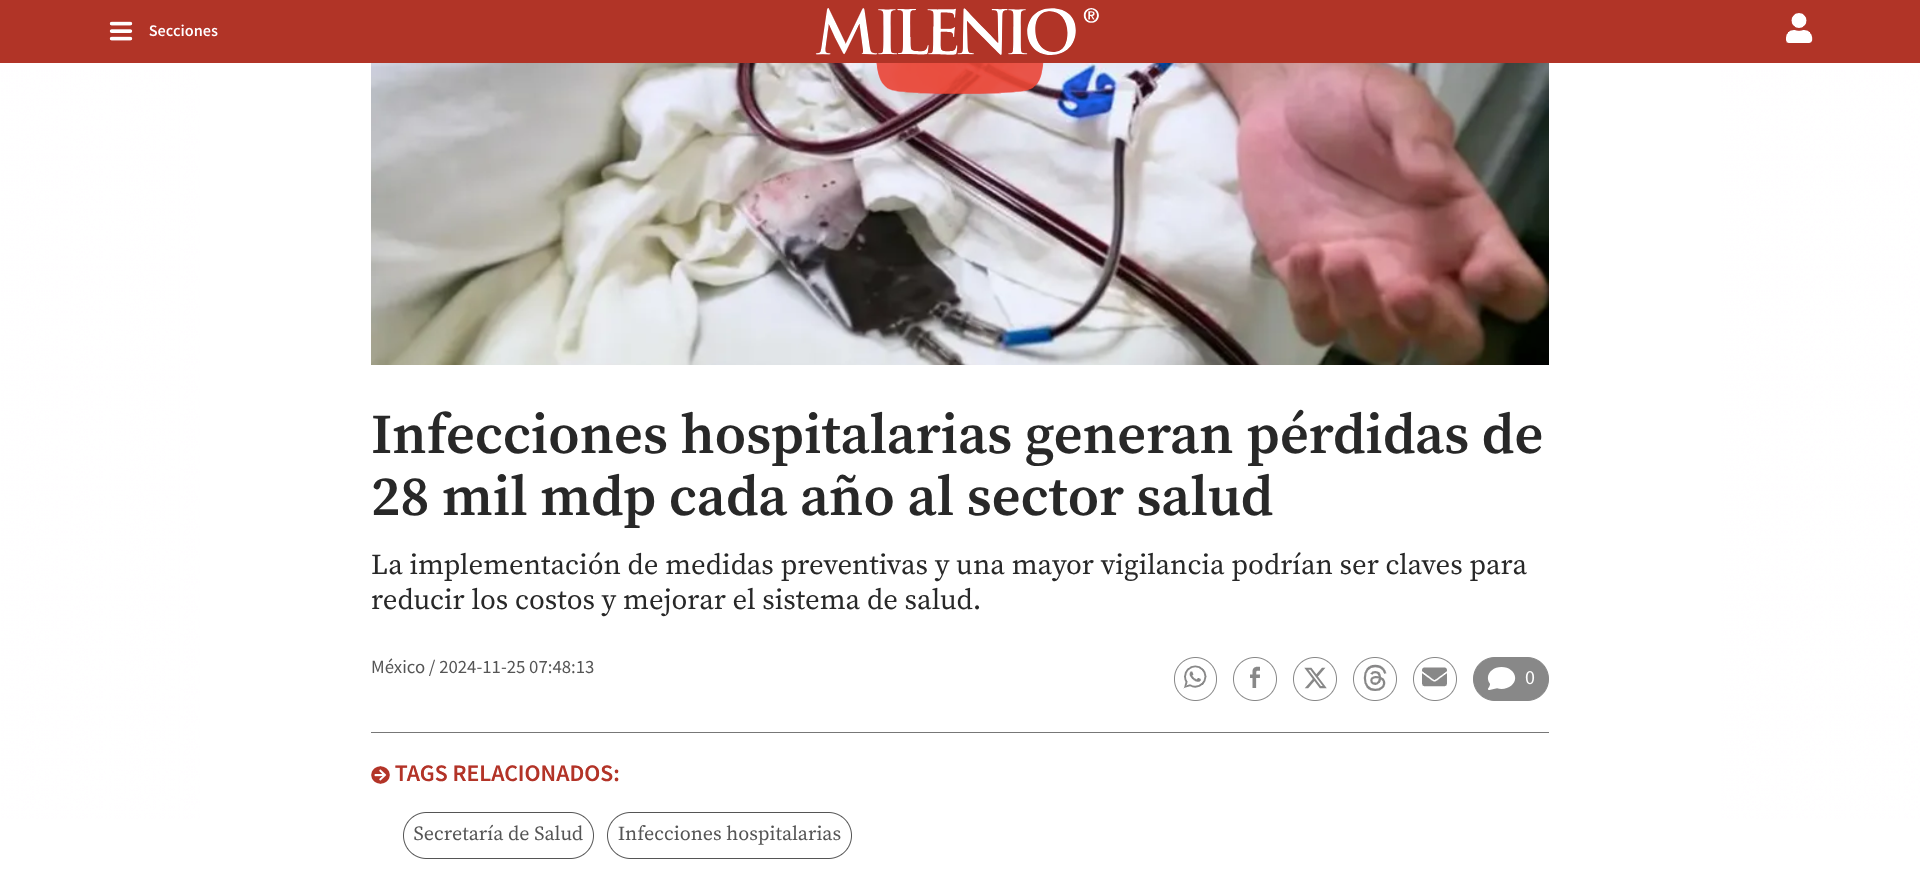 Secciones
MILENIO®
Infecciones hospitalarias generan pérdidas de
28 mil mdp cada año al sector salud
La implementación de medidas preventivas y una mayor vigilancia podrían ser claves para
reducir los costos y mejorar el sistema de salud.
México / 2024-11-25 07:48:13
0
TAGS RELACIONADOS:
Secretaría de Salud
Infecciones hospitalarias